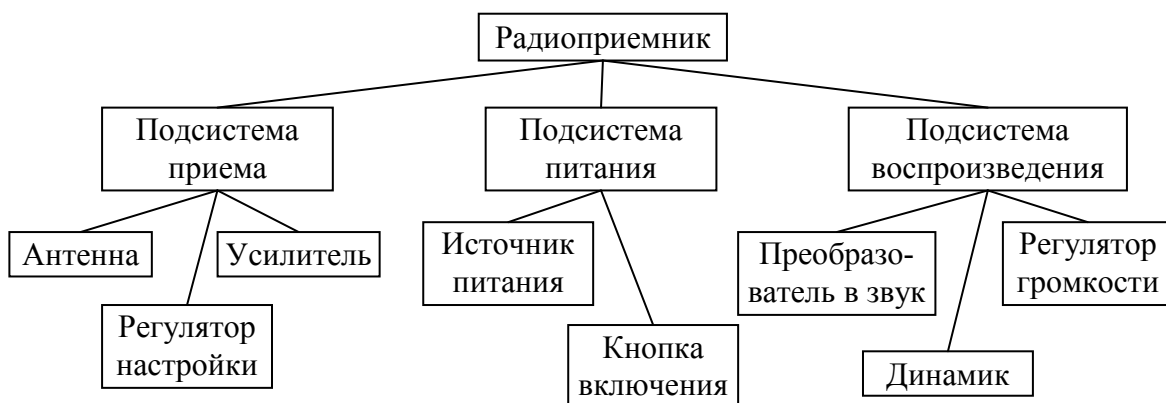 Радиоприемник
Подсистема
приема
Подсистема
питания
Подсистема
воспроизведения
Антенна
Усилитель
Регулятор
настройки
Источник
питания
Кнопка
включения
Преобразо-
ватель в звук
Регулятор
громкости
Динамик